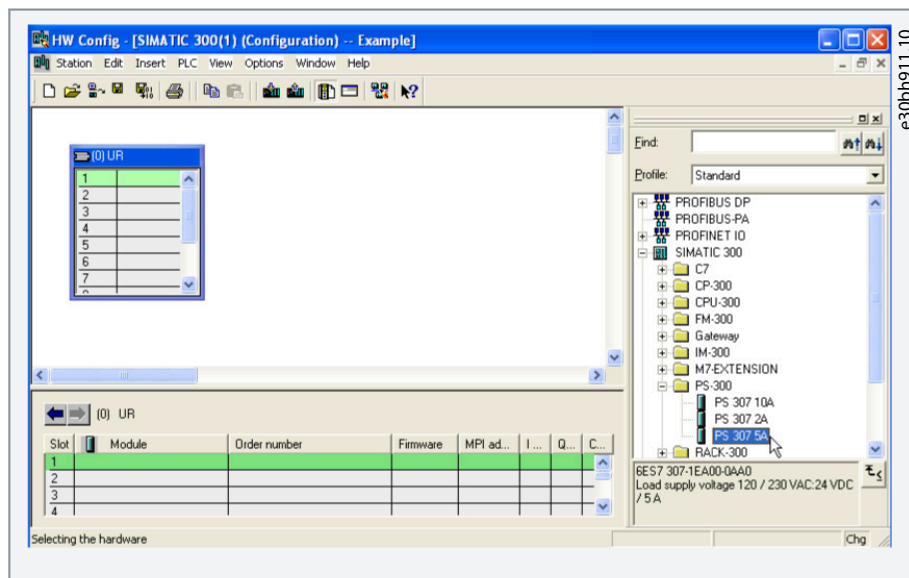 HW Config - [SIMATIC 300(1) (Configuration) -- Example]
Station Edit Insert PLC View Options Window Help
(0) UR
1
2
3
4
5
6
7
Find:
Profile: Standard
PROFIBUS DP
PROFIBUS-PA
PROFINET IO
SIMATIC 300
C7
CP-300
CPU-300
FM-300
Gateway
IM-300
M7-EXTENSION
PS-300
PS 307 10A
PS 307 2A
PS 307 5A
RACK-300
6ES7 307-1EA00-0AA0
Load supply voltage 120 / 230 VAC:24 VDC
/ 5 A
(0) UR
Slot Module Order number Firmware MPI ad... I ... Q... C...
1
2
3
4
Selecting the hardware
Chg
e30bh911 10